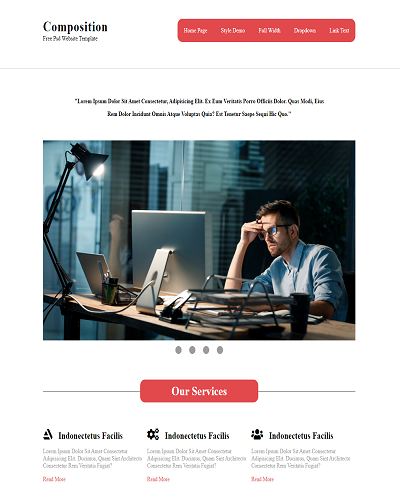 Composition
Free Psd Website Template
Home Page Style Demo Full Width Dropdown Link Text
"Lorem Ipsum Dolor Sit Amet Consectetur, Adipisicing Elit. Ex Eum Veritatis Porro Officiis Dolor. Quas Modi, Eius
Rem Dolor Incidunt Omnis Atque Voluptas Quia? Est Tenetur Saepe Sequi Hic Quo."
Our Services
Indonectetus Facilis
Lorem Ipsum Dolor Sit Amet Consectetur
Adipisicing Elit. Ducimus, Quam Sint Architecto
Consectetur Rem Veritatis Fugiat?
Read More
Indonectetus Facilis
Lorem Ipsum Dolor Sit Amet Consectetur
Adipisicing Elit. Ducimus, Quam Sint Architecto
Consectetur Rem Veritatis Fugiat?
Read More
Indonectetus Facilis
Lorem Ipsum Dolor Sit Amet Consectetur
Adipisicing Elit. Ducimus, Quam Sint Architecto
Consectetur Rem Veritatis Fugiat?
Read More